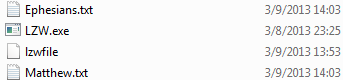 Ephesians.txt 3/9/2013 14:03
LZW.exe 3/8/2013 23:25
lzwfile 3/9/2013 13:53
Matthew.txt 3/9/2013 14:03